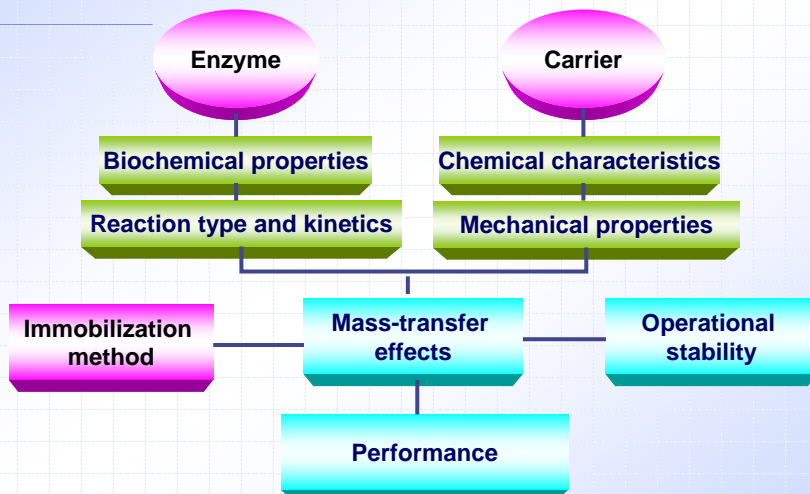 Enzyme
Carrier
Biochemical properties
Chemical characteristics
Reaction type and kinetics
Mechanical properties
Immobilization
method
Mass-transfer
effects
Operational
stability
Performance